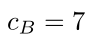 c_B = 7